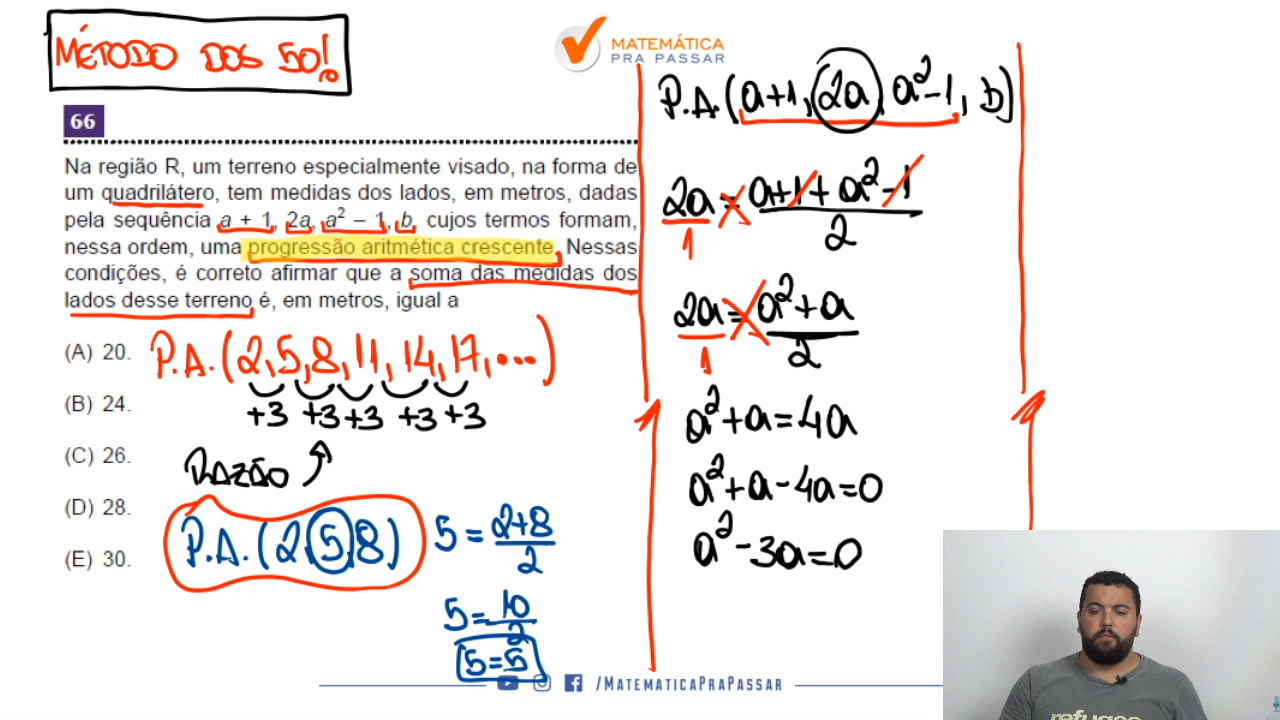 MÉTODO DOS 50!
MATEMÁTICA
PRA PASSAR
66
Na região R, um terreno especialmente visado, na forma de
um quadrilátero, tem medidas dos lados, em metros, dadas
pela sequência a + 1, 2a, a² – 1, b, cujos termos formam,
nessa ordem, uma progressão aritmética crescente. Nessas
condições, é correto afirmar que a soma das medidas dos
lados desse terreno é, em metros, igual a
(A) 20.
(B) 24.
(C) 26.
(D) 28.
(E) 30.
P.A.(2,5,8,11,14,17,...)
+3 +3 +3 +3 +3
RAZÃO
P.A.(2,5,8)
5 = 2+8/2
5 = 10/2
5 = 5
P.A.(a+1, 2a, a²-1, b)
2a/1 = a+1+a²-1/2
2a/1 = a²+a/2
a²+a=4a
a²+a-4a=0
a²-3a=0
/MATEMATICAPRAPASSAR
refugee